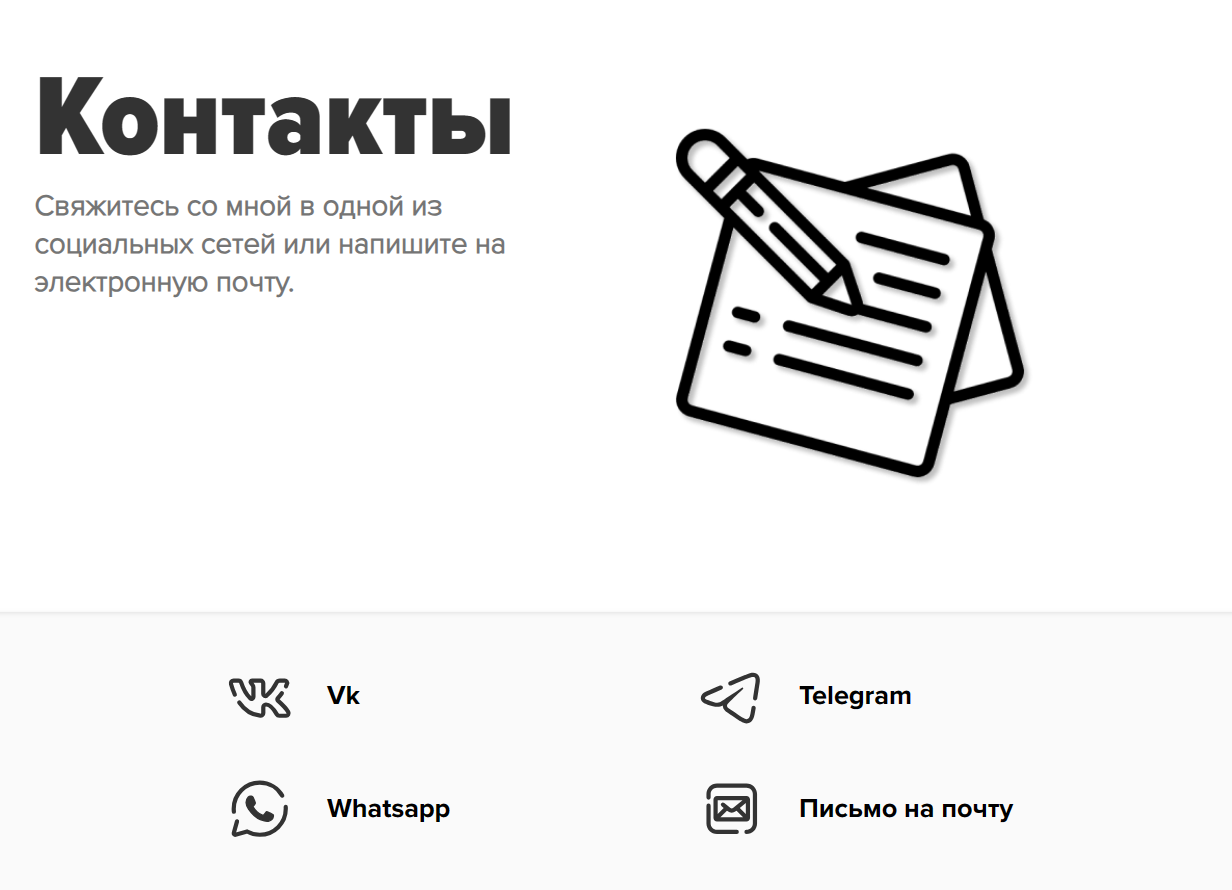 Контакты
Свяжитесь со мной в одной из
социальных сетей или напишите на
электронную почту.
Vk
Telegram
Whatsapp
Письмо на почту